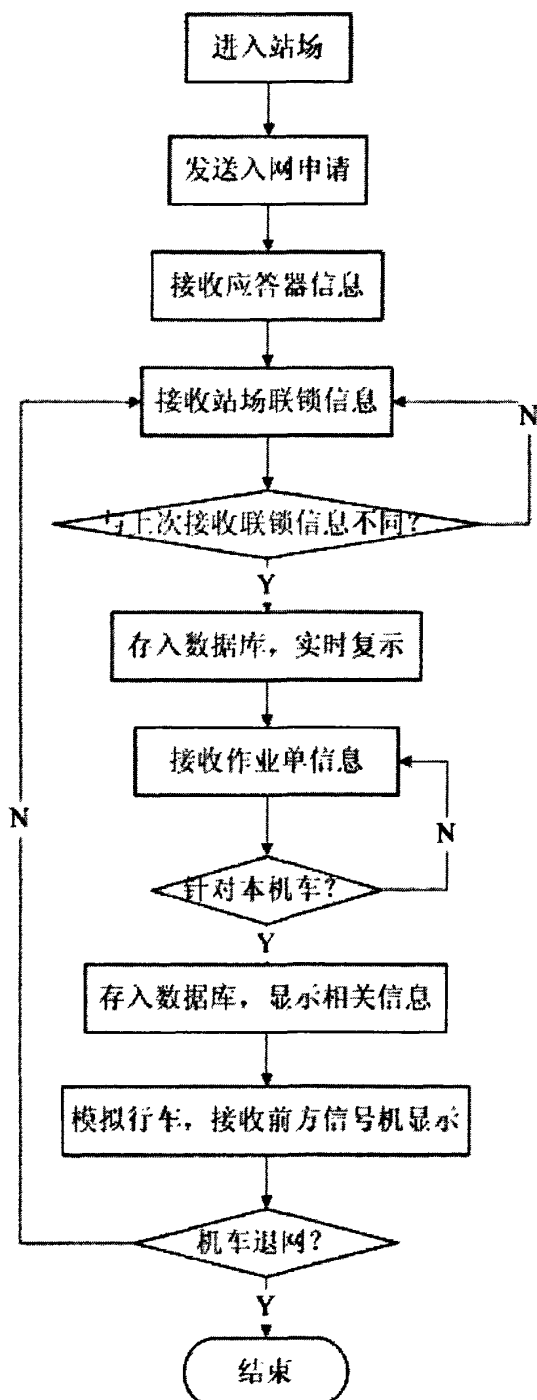 进入站场
发送入网申请
接收应答器信息
接收站场联锁信息
N
与上次接收联锁信息不同？
Y
存入数据库，实时复示
接收作业单信息
N
N
针对本机车？
Y
存入数据库，显示相关信息
模拟行车，接收前方信号机显示
机车退网？
Y
结束